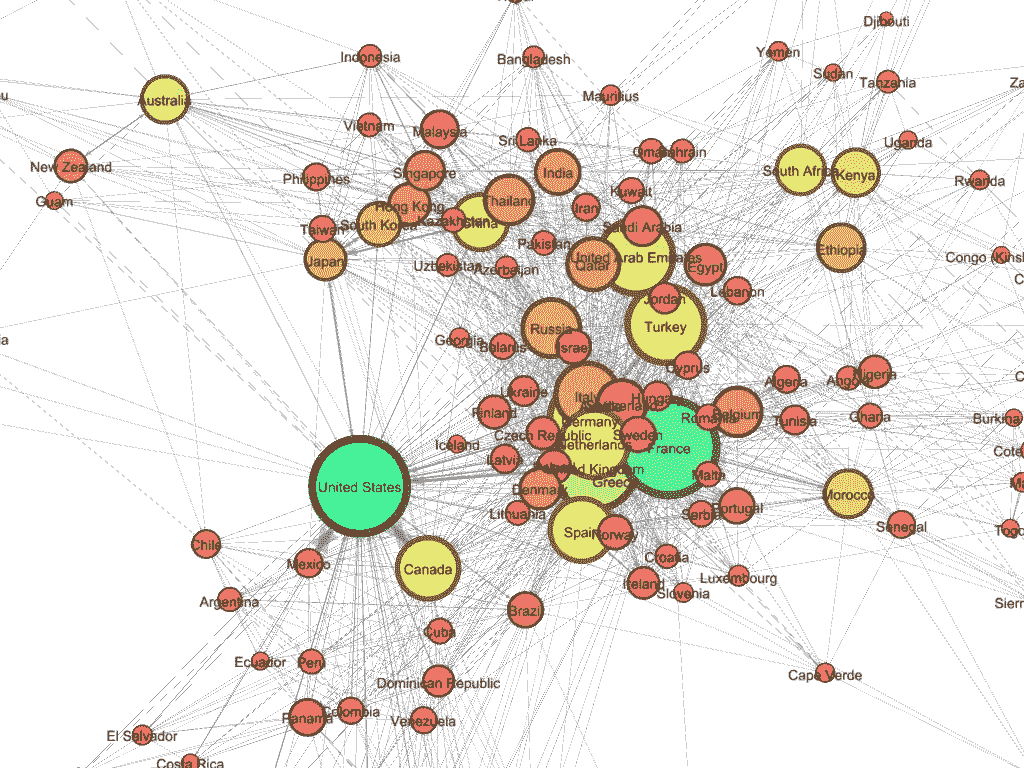 Djibouti
Indonesia
Bangladesh
Yemen
Sudan
Tanzania
Mauritius
Australia
Vietnam
Malaysia
Sri Lanka
Uganda
New Zealand
Philippines
Singapore
India
Bahrain
South Africa
Kenya
Rwanda
Guam
Hong Kong
Thailand
Iran
Kuwait
Taiwan
South Korea
Kazakhstan
China
Saudi Arabia
Japan
Pakistan
Ethiopia
Uzbekistan
Azerbaijan
Qatar
United Arab Emirates
Egypt
Congo (Kinsh
Jordan
Lebanon
Russia
Turkey
Georgia
Belarus
Israel
Cyprus
Ukraine
Italy
Hungary
Algeria
Angola
Nigeria
Finland
Germany
Romania
Belgium
Tunisia
Ghana
Burkina
Iceland
Czech Republic
Sweden
Netherlands
France
Cote
Latvia
United Kingdom
Malta
United States
Denmark
Greece
Morocco
Lithuania
Serbia
Portugal
Spain
Norway
Senegal
Togo
Chile
Mexico
Canada
Croatia
Ireland
Slovenia
Luxembourg
Argentina
Brazil
Sierr
Cuba
Ecuador
Peru
Dominican Republic
Cape Verde
Panama
Colombia
Venezuela
El Salvador
Costa Rica